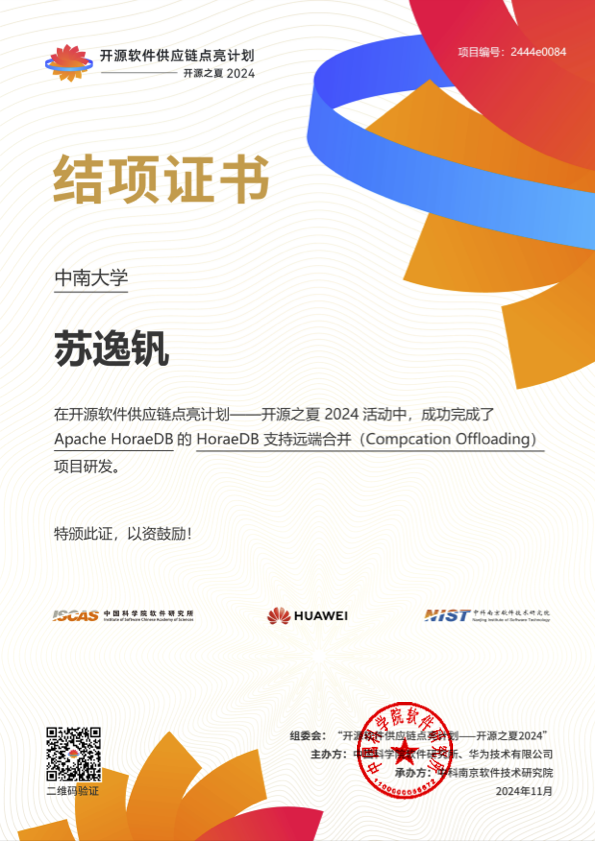 开源软件供应链点亮计划
开源之夏 2024
项目编号：2444e0084
结项证书
中南大学
苏逸钒
在开源软件供应链点亮计划——开源之夏 2024 活动中，成功完成了
Apache HoraeDB 的 HoraeDB 支持远端合并（Compcation Offloading）
项目研发。
特颁此证，以资鼓励！
ISCAS 中国科学院软件研究所
Institute of Software Chinese Academy of Sciences
HUAWEI
NIST 中科南京软件技术研究院
Nanjing Institute of Software Technology
组委会：“开源软件供应链点亮计划——开源之夏2024”
主办方：中国科学院软件研究所、华为技术有限公司
承办方：中科南京软件技术研究院
2024年11月
中国科学院软件研究所
二维码验证